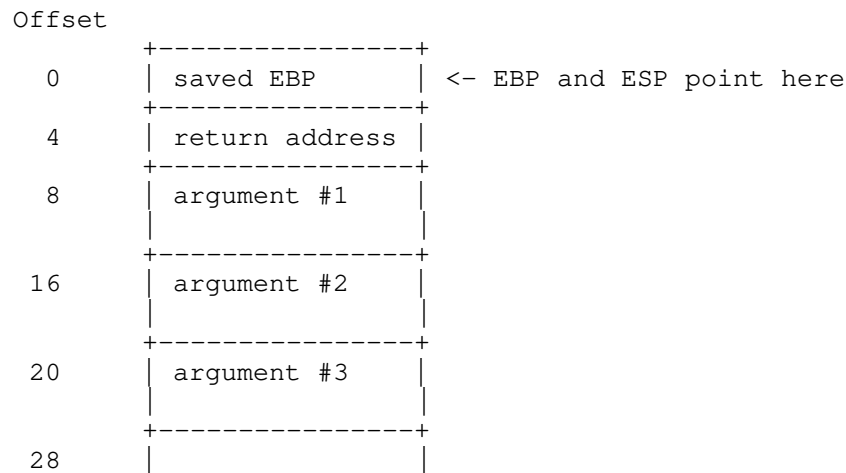 Offset
0 saved EBP <- EBP and ESP point here
4 return address
8 argument #1
16 argument #2
20 argument #3
28